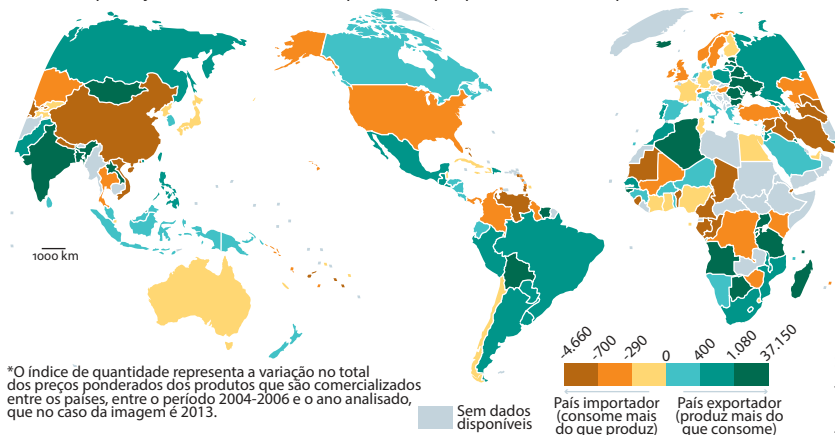 1000 km
*O índice de quantidade representa a variação no total
dos preços ponderados dos produtos que são comercializados
entre os países, entre o período 2004-2006 e o ano analisado,
que no caso da imagem é 2013.
Sem dados
disponíveis
-4.660
-700
-290
0
400
1.080
37.150
País importador
(consome mais
do que produz)
País exportador
(produz mais do
que consome)